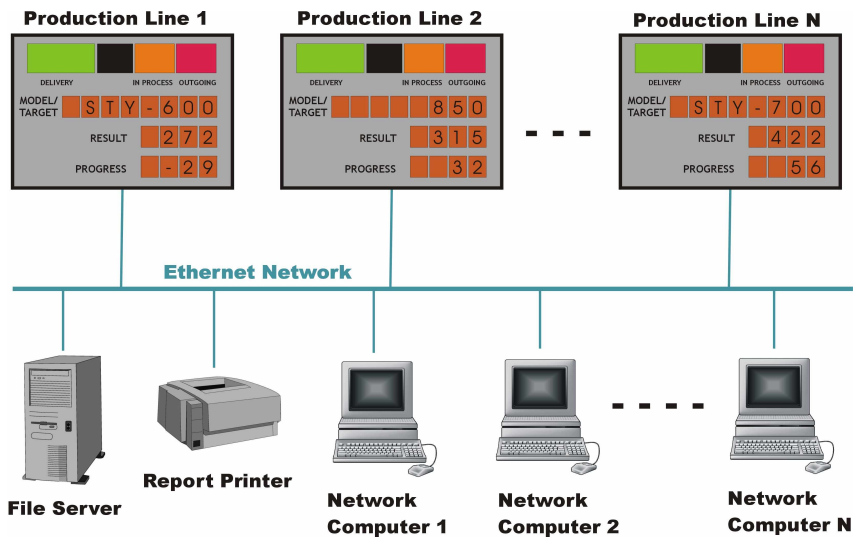 Production Line 1
Production Line 2
Production Line N
DELIVERY IN PROCESS OUTGOING
MODEL/
TARGET STY-600
RESULT 272
PROGRESS -29
DELIVERY IN PROCESS OUTGOING
MODEL/
TARGET 850
RESULT 315
PROGRESS 32
DELIVERY IN PROCESS OUTGOING
MODEL/
TARGET STY-700
RESULT 422
PROGRESS 56
Ethernet Network
File Server
Report Printer
Network
Computer 1
Network
Computer 2
Network
Computer N